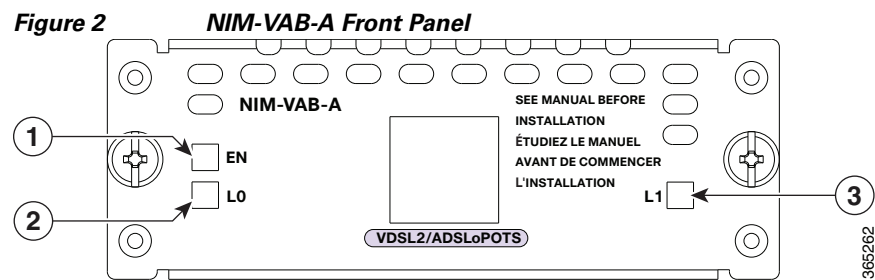 Figure 2 NIM-VAB-A Front Panel
NIM-VAB-A
SEE MANUAL BEFORE
INSTALLATION
ÉTUDIEZ LE MANUEL
AVANT DE COMMENCER
L'INSTALLATION
1
EN
2
L0
L1
3
VDSL2/ADSLoPOTS
365262